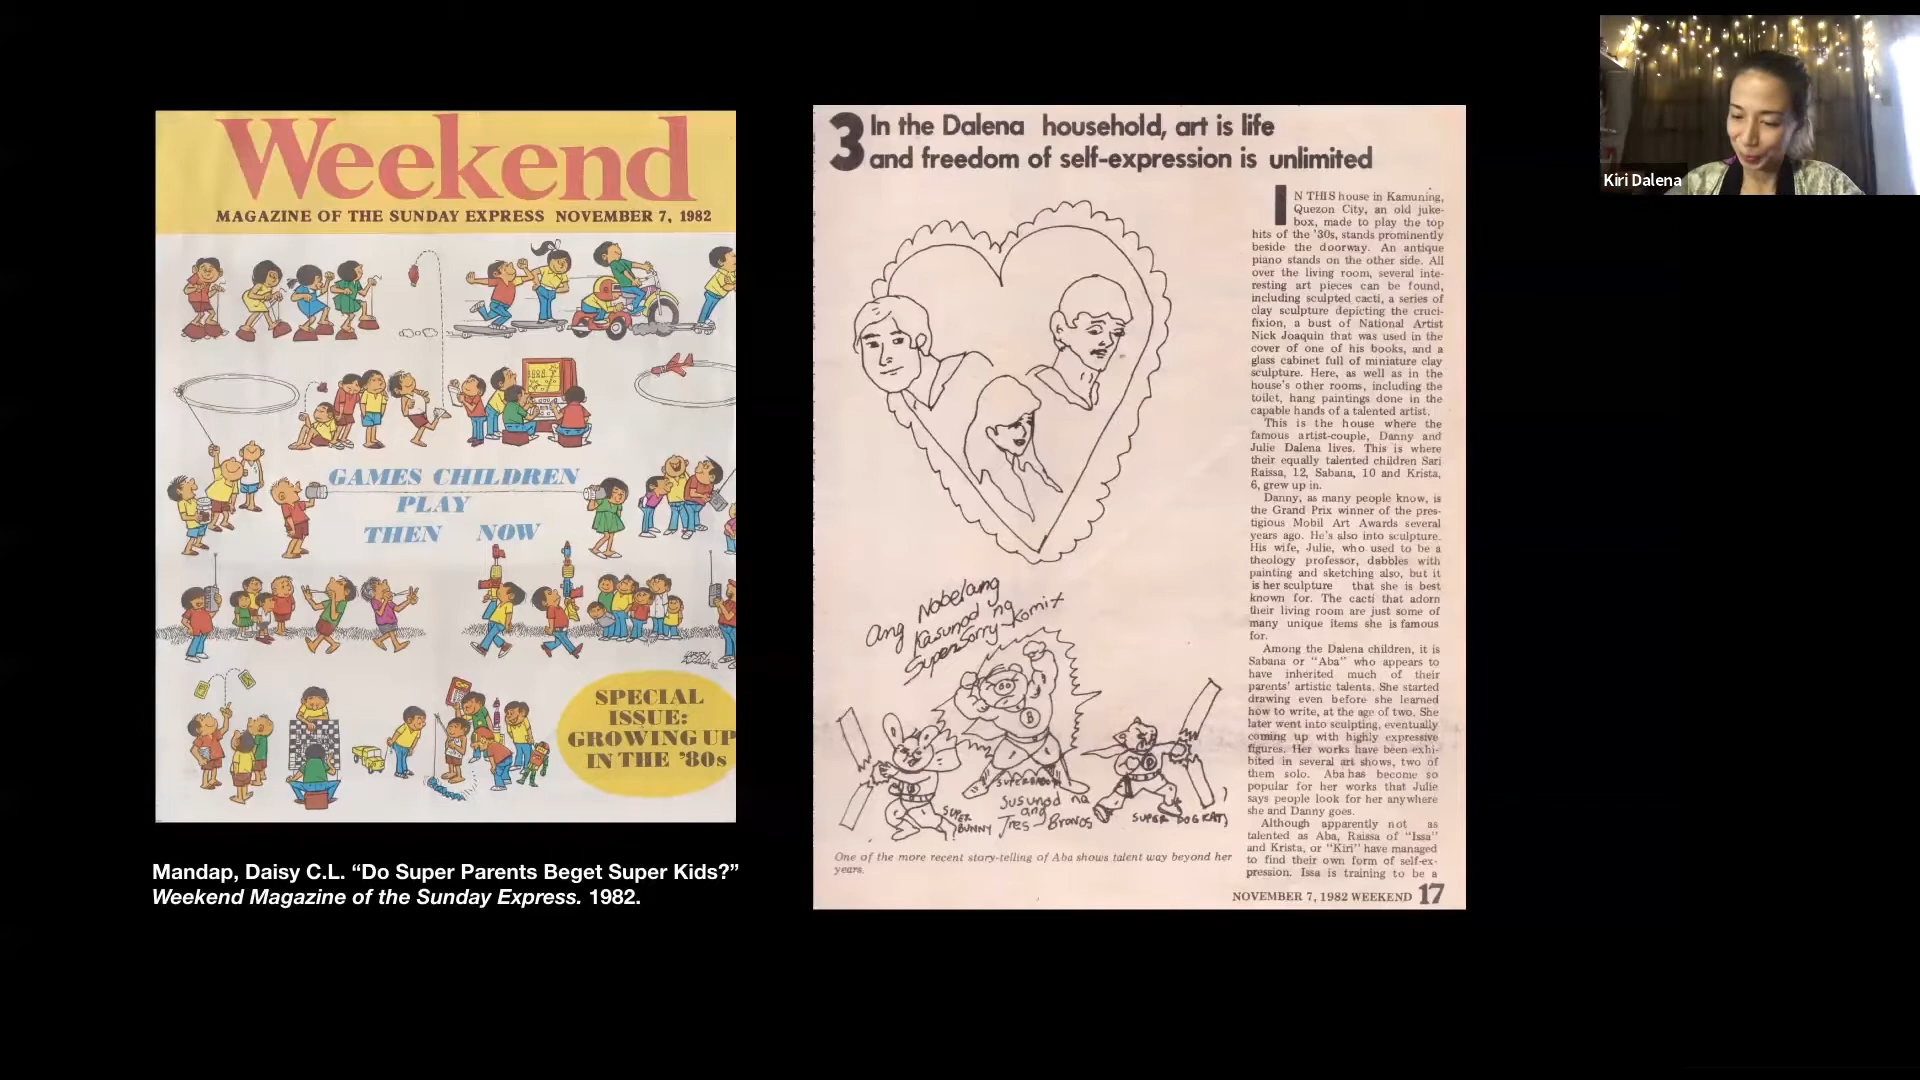 Weekend
MAGAZINE OF THE SUNDAY EXPRESS NOVEMBER 7, 1982
GAMES CHILDREN
PLAY
THEN NOW
SPECIAL
ISSUE:
GROWING UP
IN THE '80s
Mandap, Daisy C.L. “Do Super Parents Beget Super Kids?”
Weekend Magazine of the Sunday Express. 1982.
3 In the Dalena household, art is life
and freedom of self-expression is unlimited
IN THIS house in Kamuning,
Quezon City, an old juke-
box, made to play the top
hits of the '30s, stands prominently
beside the doorway. An antique
piano stands on the other side. All
over the living room, several inte-
resting art pieces can be found,
including sculpted cacti, a series of
clay sculpture depicting the cruci-
fixion, a bust of National Artist
Nick Joaquin that was used in the
cover of one of his books, and a
glass cabinet full of miniature clay
sculpture. Here, as well as in the
house's other rooms, including the
toilet, hang paintings done in the
capable hands of a talented artist.
This is the house where the
famous artist-couple, Danny and
Julie Dalena lives. This is where
their equally talented children Sari
Raissa, 12, Sabana, 10 and Krista,
6, grew up in.
Danny, as many people know, is
the Grand Prix winner of the pres-
tigious Mobil Art Awards several
years ago. He's also into sculpture.
His wife, Julie, who used to be a
theology professor, dabbles with
painting and sketching also, but it
is her sculpture that she is best
known for. The cacti that adorn
their living room are just some of
many unique items she is famous
for.
Among the Dalena children, it is
Sabana or “Aba” who appears to
have inherited much of their
parents' artistic talents. She started
drawing even before she learned
how to write, at the age of two. She
later went into sculpting, eventually
coming up with highly expressive
figures. Her works have been exhi-
bited in several art shows, two of
them solo. Aba has become so
popular for her works that Julie
says people look for her anywhere
she and Danny goes.
Although apparently not as
talented as Aba, Raissa of “Issa”
and Krista, or “Kiri” have managed
to find their own form of self-ex-
pression. Issa is training to be a
Ang Nobelang
Kasunod ng
SuperSorry-Komix
SUPER
BUNNY
Susunod na
ang
Tres-Bravos
SUPER DOG KAT
One of the more recent story-telling of Aba shows talent way beyond her
years.
NOVEMBER 7, 1982 WEEKEND 17
Kiri Dalena